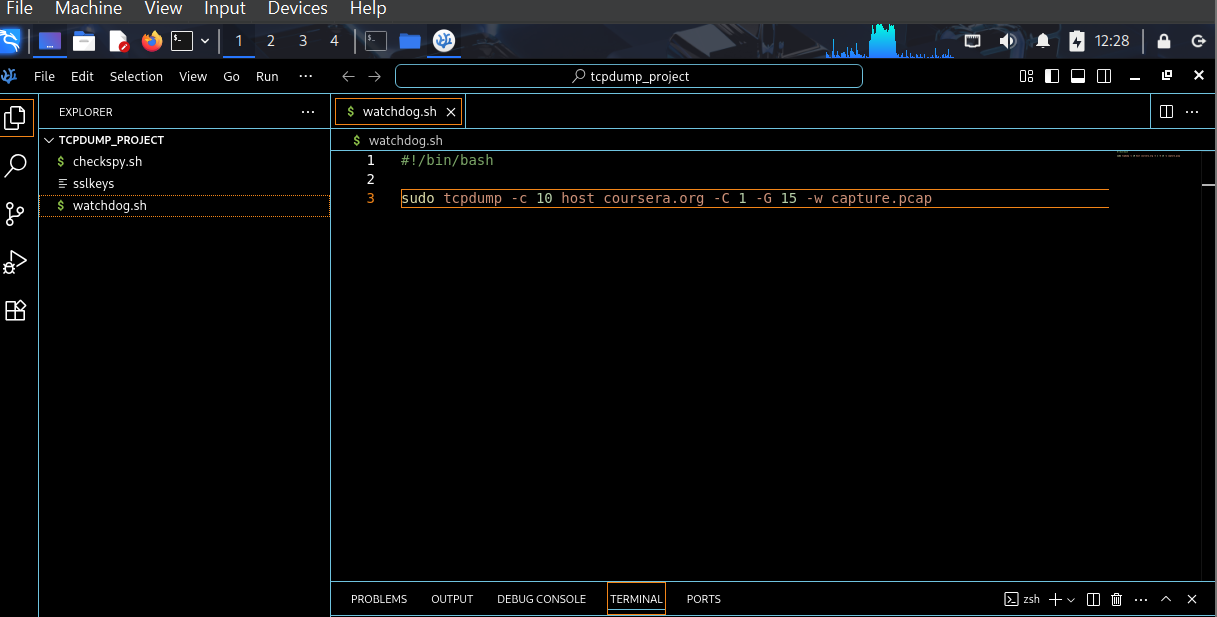 File Machine View Input Devices Help
1 2 3 4 12:28
File Edit Selection View Go Run ··· tcpdump_project
EXPLORER ···
$ watchdog.sh
TCPDUMP_PROJECT
$ watchdog.sh
$ checkspy.sh
sslkeys
$ watchdog.sh
1 #!/bin/bash
2
3 sudo tcpdump -c 10 host coursera.org -C 1 -G 15 -w capture.pcap
PROBLEMS OUTPUT DEBUG CONSOLE TERMINAL PORTS zsh